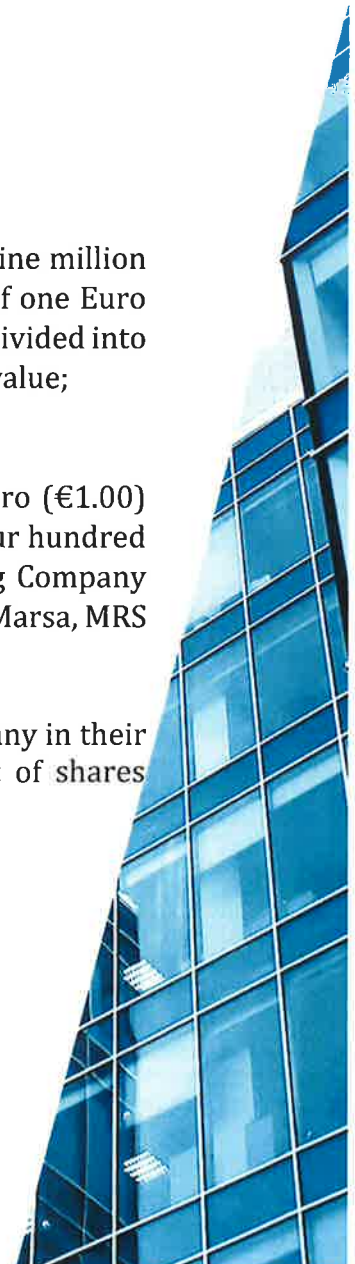 ine million
f one Euro
ivided into
value;
ro (€1.00)
ur hundred
g Company
Marsa, MRS
any in their
of shares